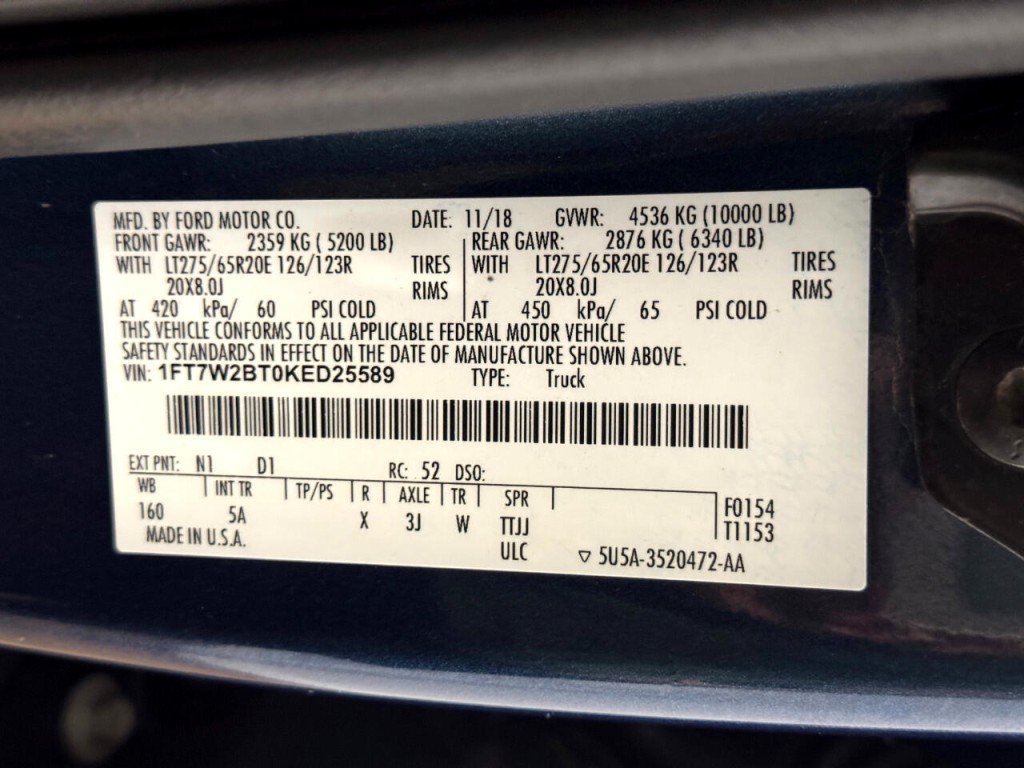 MFD. BY FORD MOTOR CO. DATE: 11/18 GVWR: 4536 KG (10000 LB)
FRONT GAWR: 2359 KG ( 5200 LB) REAR GAWR: 2876 KG ( 6340 LB)
WITH LT275/65R20E 126/123R TIRES WITH LT275/65R20E 126/123R TIRES
20X8.0J RIMS 20X8.0J RIMS
AT 420 kPa/ 60 PSI COLD AT 450 kPa/ 65 PSI COLD
THIS VEHICLE CONFORMS TO ALL APPLICABLE FEDERAL MOTOR VEHICLE
SAFETY STANDARDS IN EFFECT ON THE DATE OF MANUFACTURE SHOWN ABOVE.
VIN: 1FT7W2BT0KED25589 TYPE: Truck
EXT PNT: N1 D1 RC: 52 DSO:
WB INT TR TP/PS R AXLE TR SPR F0154
160 5A X 3J W TTJJ T1153
MADE IN U.S.A. ULC ▽ 5U5A-3520472-AA